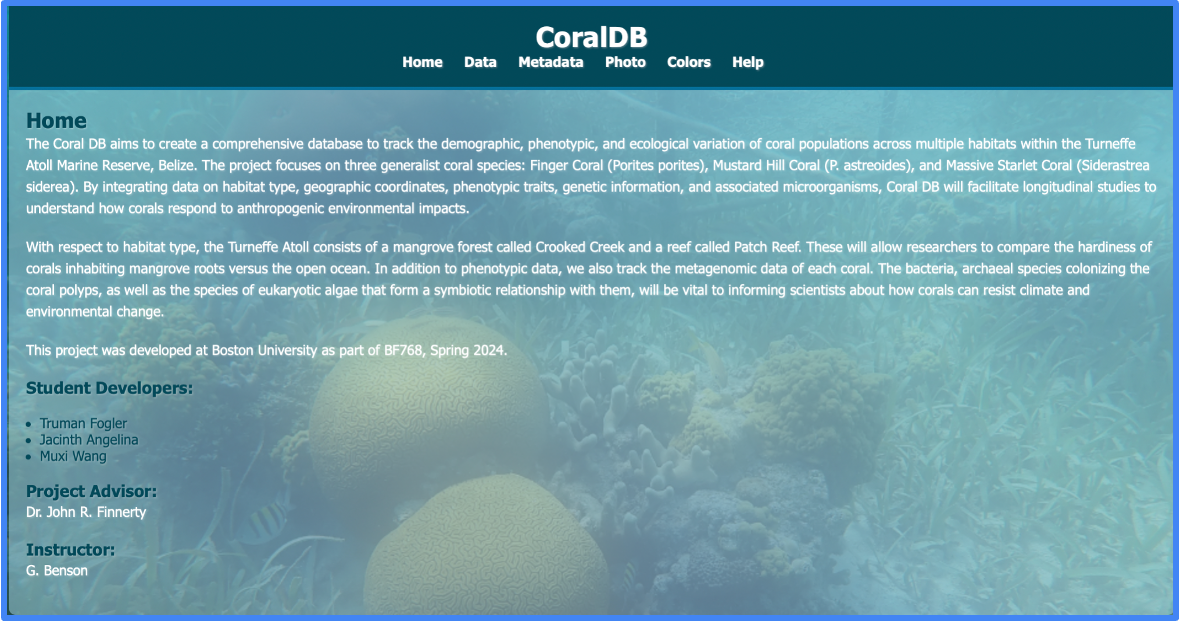 CoralDB
Home Data Metadata Photo Colors Help
Home
The Coral DB aims to create a comprehensive database to track the demographic, phenotypic, and ecological variation of coral populations across multiple habitats within the Turneffe
Atoll Marine Reserve, Belize. The project focuses on three generalist coral species: Finger Coral (Porites porites), Mustard Hill Coral (P. astreoides), and Massive Starlet Coral (Siderastrea
siderea). By integrating data on habitat type, geographic coordinates, phenotypic traits, genetic information, and associated microorganisms, Coral DB will facilitate longitudinal studies to
understand how corals respond to anthropogenic environmental impacts.
With respect to habitat type, the Turneffe Atoll consists of a mangrove forest called Crooked Creek and a reef called Patch Reef. These will allow researchers to compare the hardiness of
corals inhabiting mangrove roots versus the open ocean. In addition to phenotypic data, we also track the metagenomic data of each coral. The bacteria, archaeal species colonizing the
coral polyps, as well as the species of eukaryotic algae that form a symbiotic relationship with them, will be vital to informing scientists about how corals can resist climate and
environmental change.
This project was developed at Boston University as part of BF768, Spring 2024.
Student Developers:
• Truman Fogler
• Jacinth Angelina
• Muxi Wang
Project Advisor:
Dr. John R. Finnerty
Instructor:
G. Benson